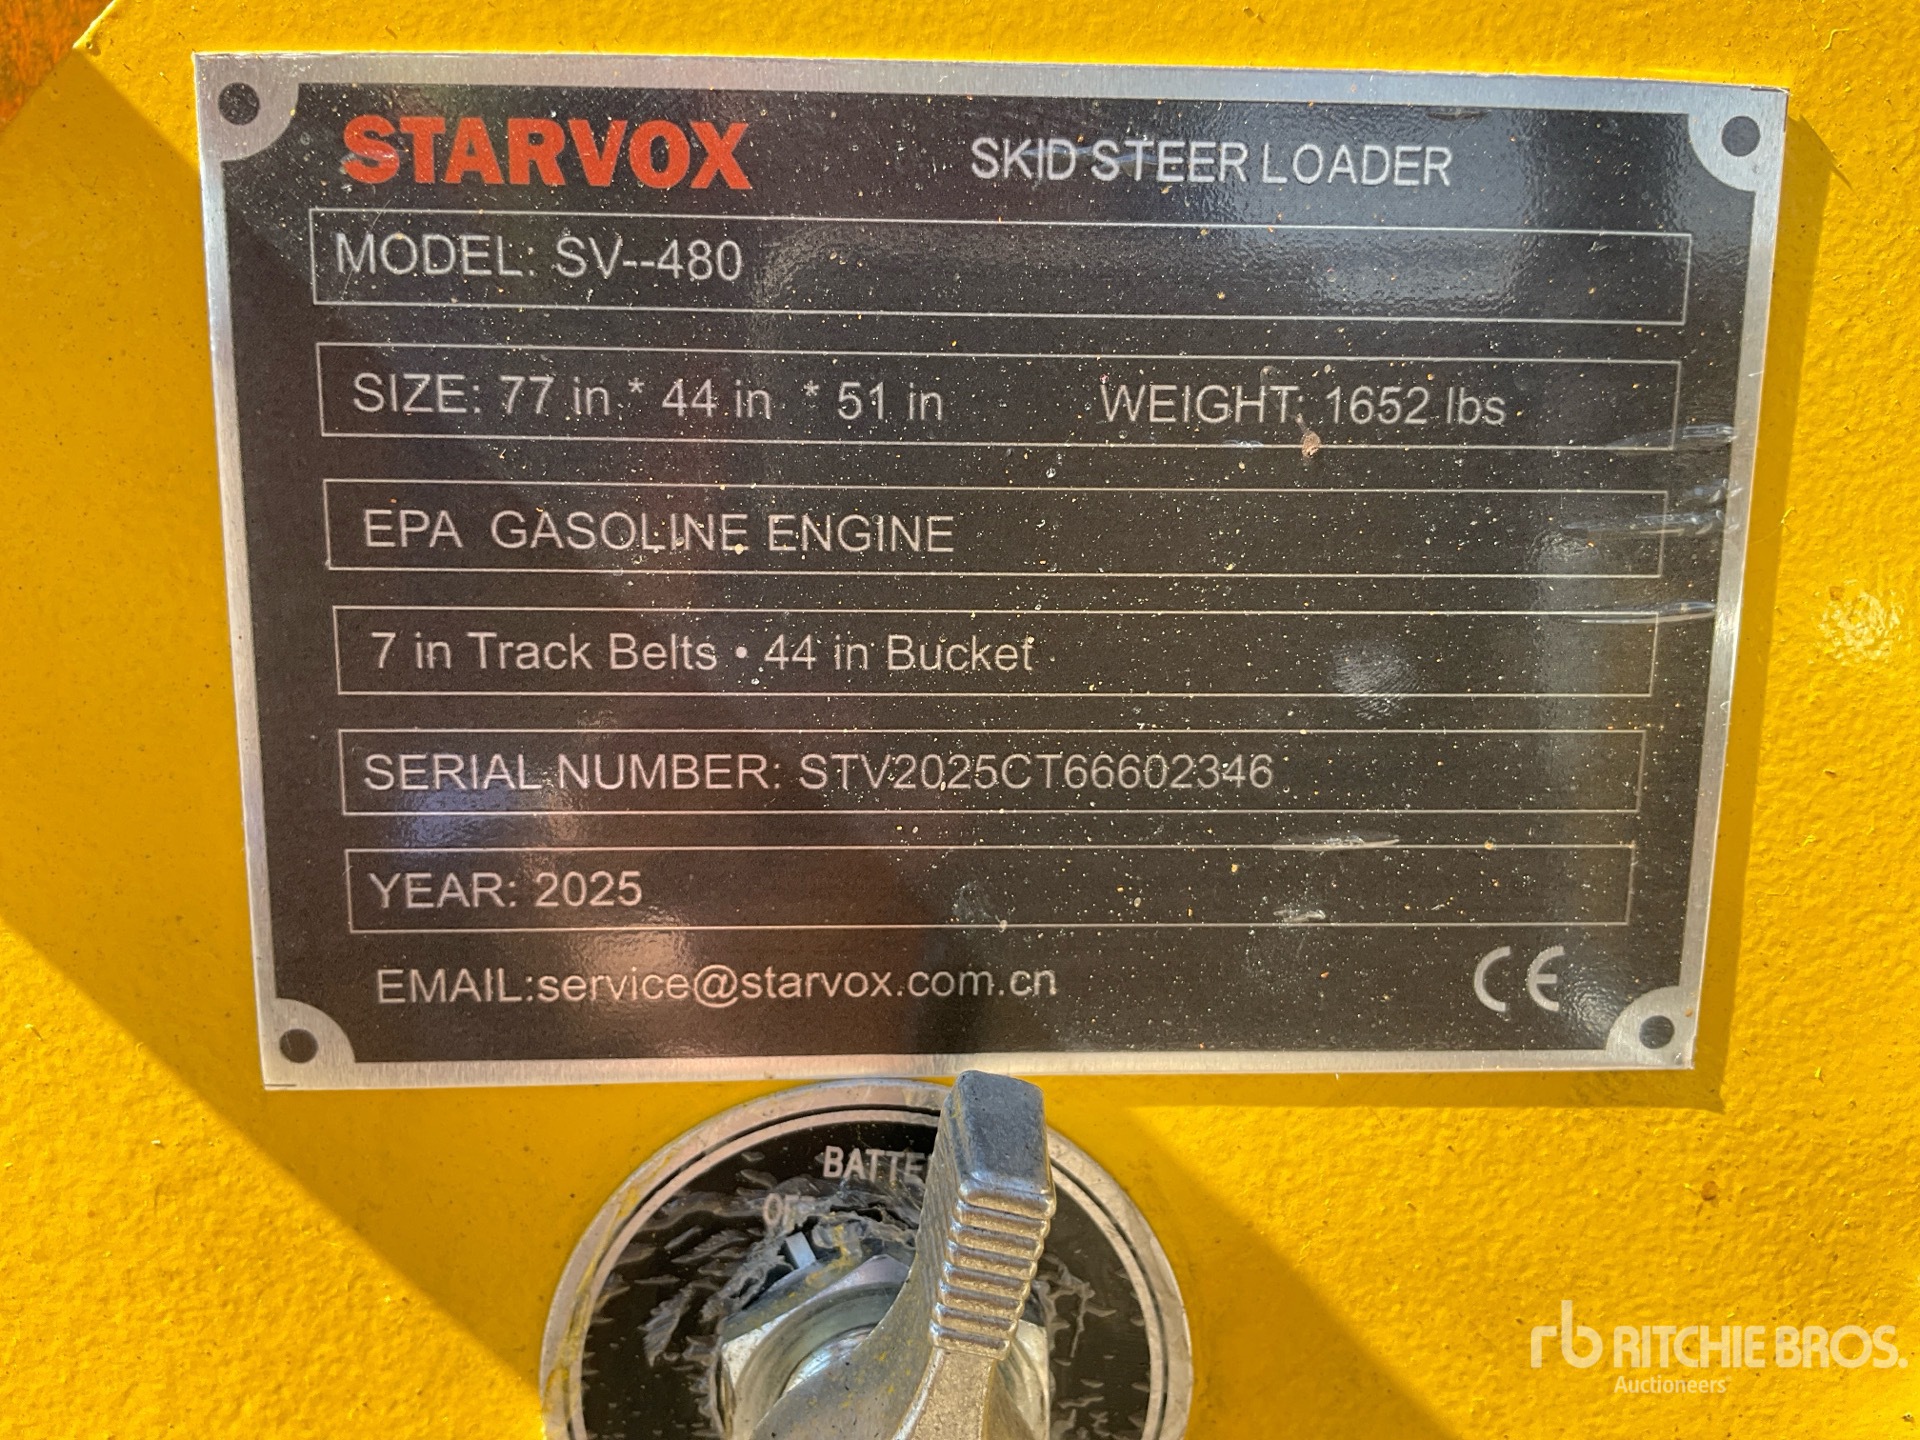 STARVOX SKID STEER LOADER
MODEL: SV--480
SIZE: 77 in * 44 in * 51 in WEIGHT: 1652 lbs
EPA GASOLINE ENGINE
7 in Track Belts • 44 in Bucket
SERIAL NUMBER: STV2025CT66602346
YEAR: 2025
EMAIL:service@starvox.com.cn CE
rb RITCHIE BROS.
Auctioneers